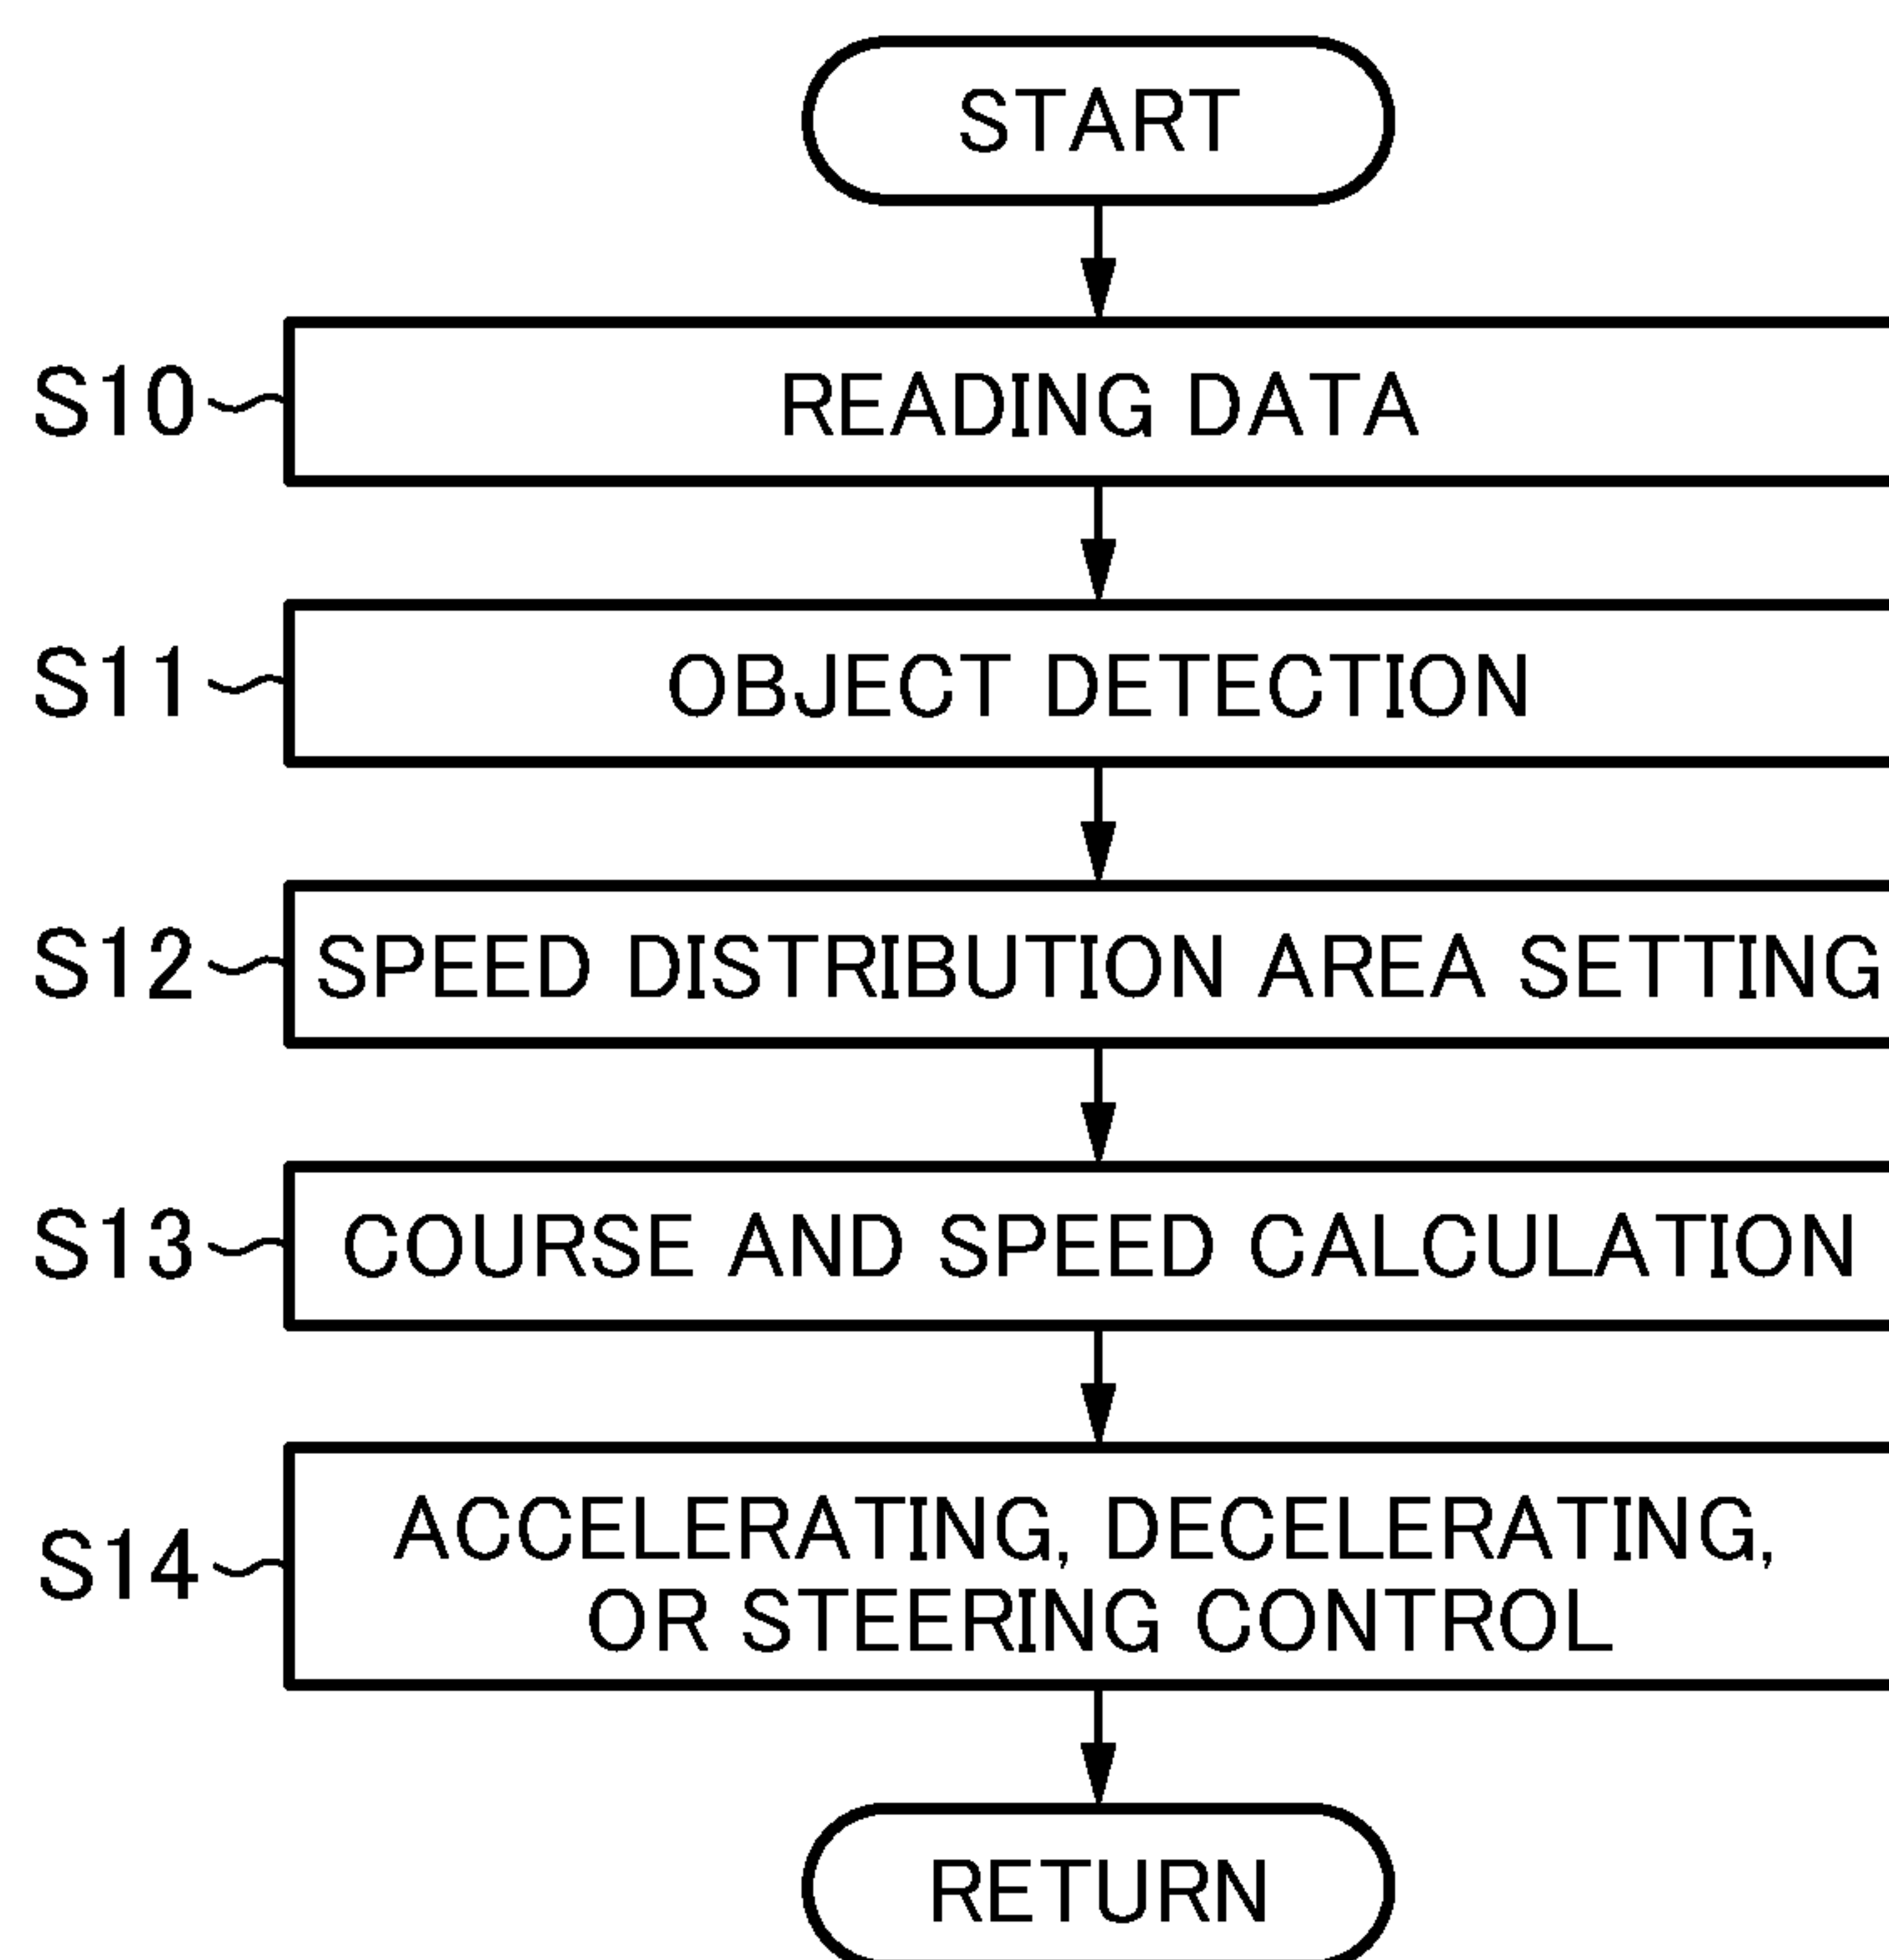 START
S10 READING DATA
S11 OBJECT DETECTION
S12 SPEED DISTRIBUTION AREA SETTING
S13 COURSE AND SPEED CALCULATION
S14 ACCELERATING, DECELERATING,
OR STEERING CONTROL
RETURN